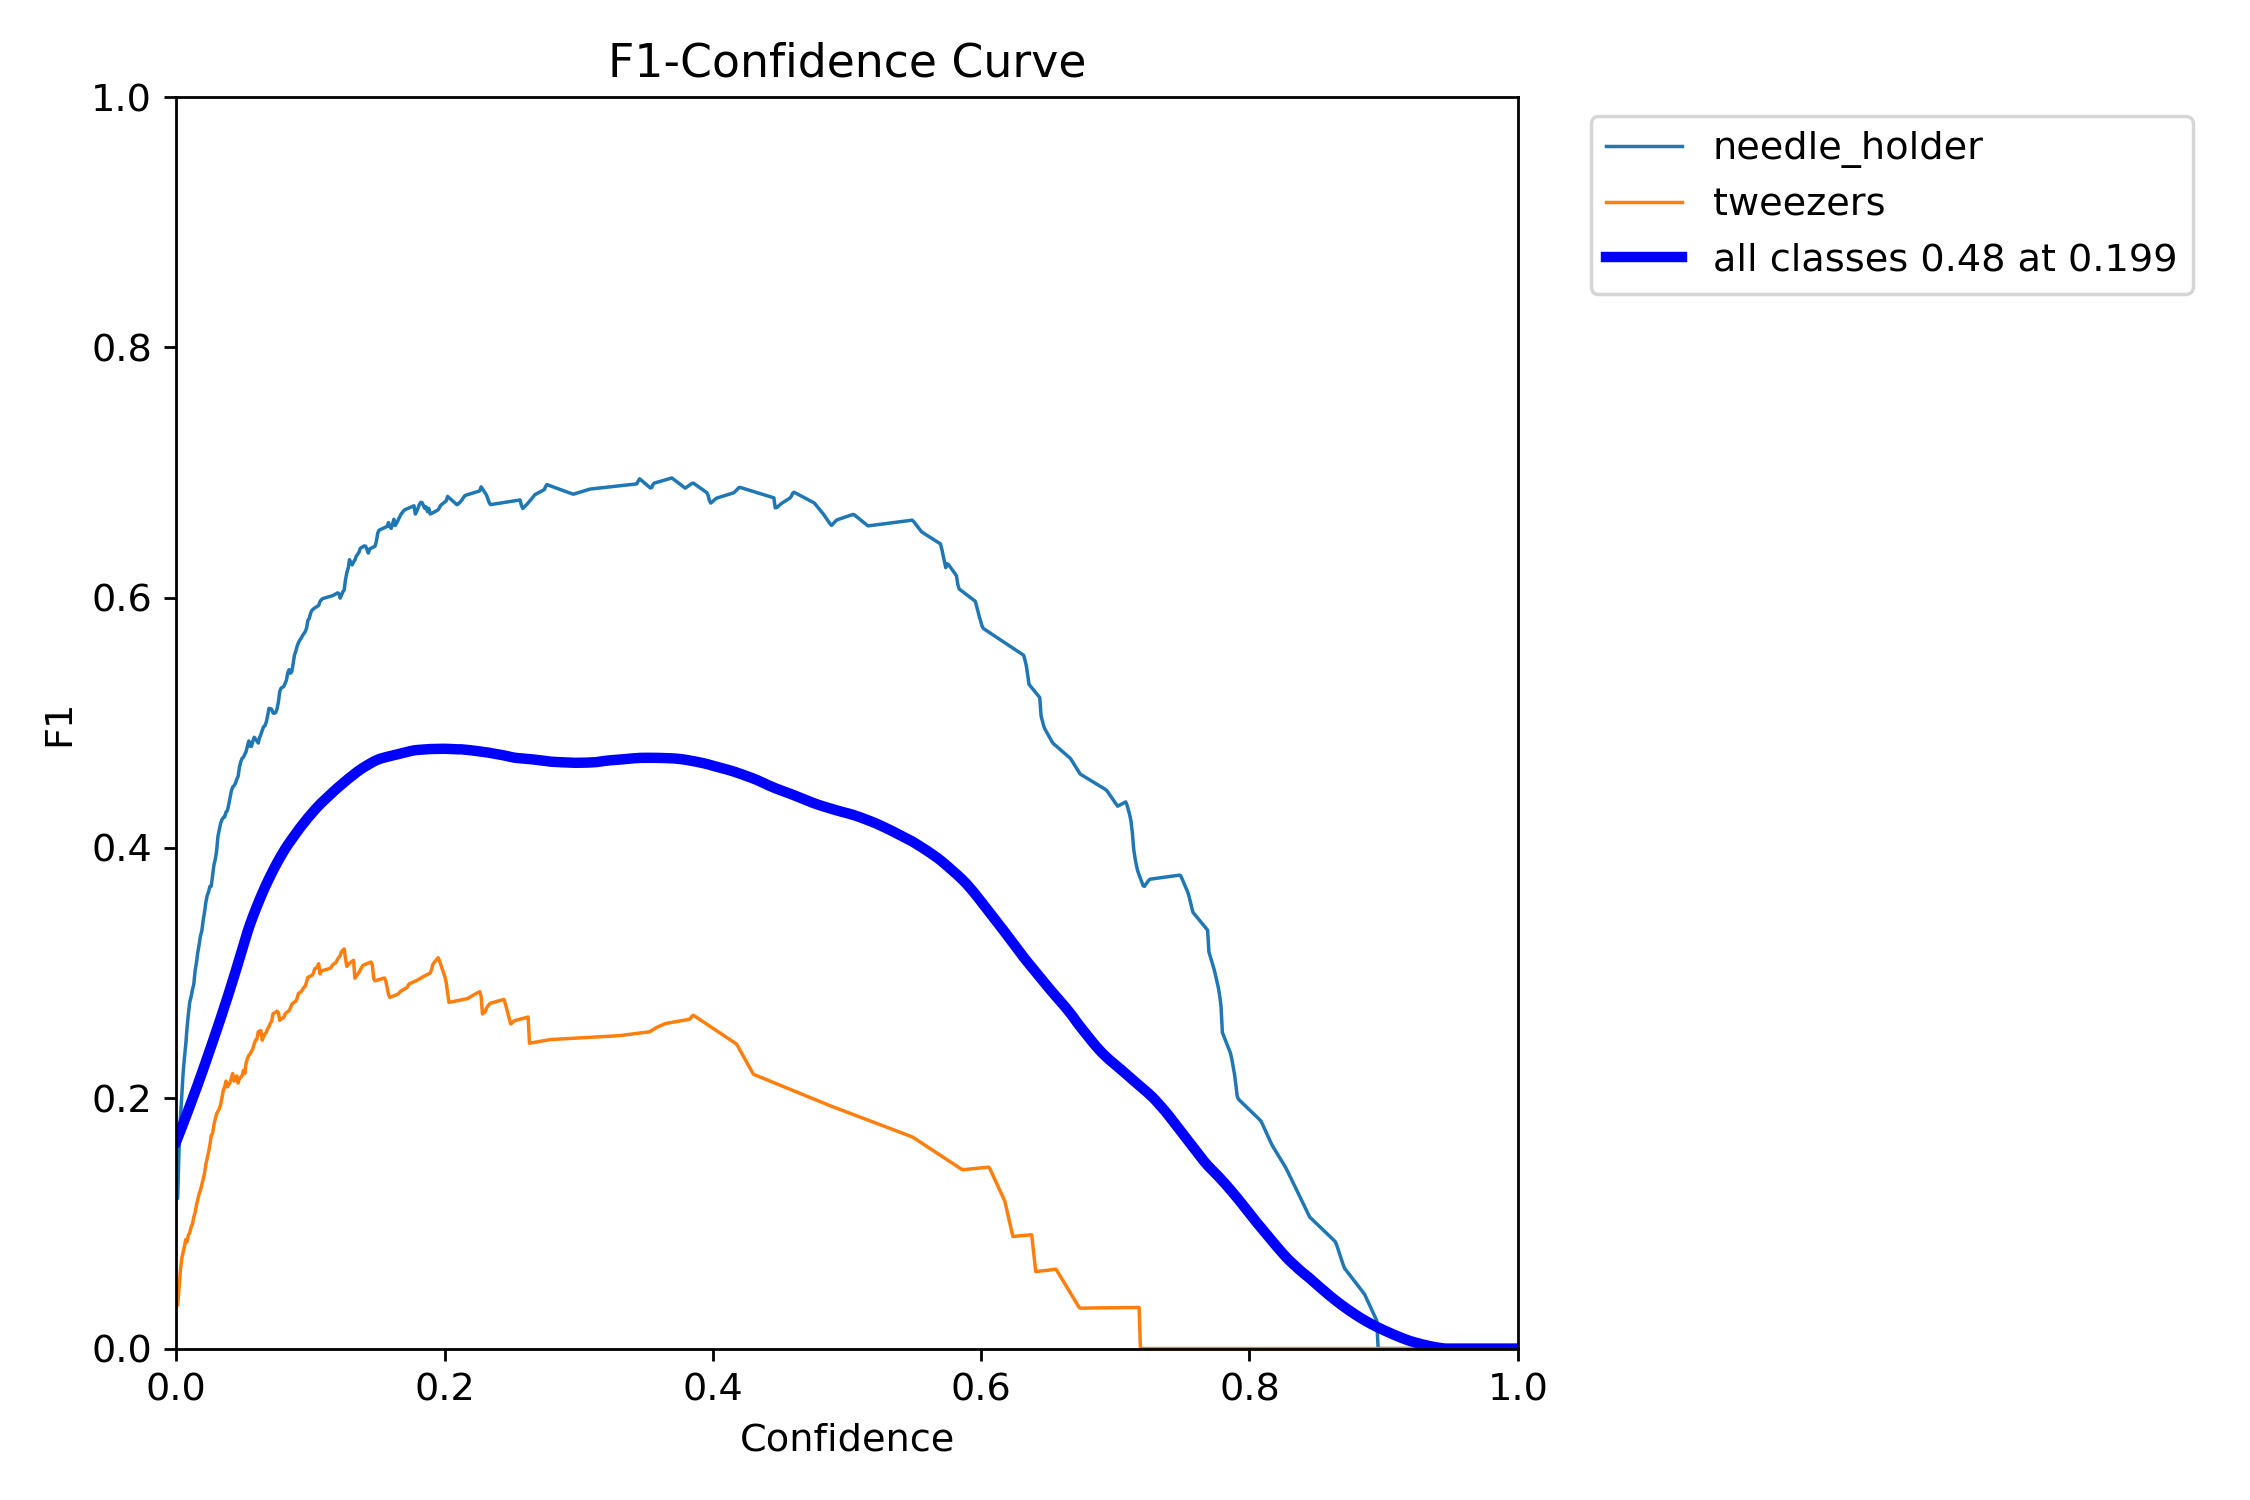 F1-Confidence Curve
1.0
0.8
0.6
0.4
0.2
0.0
F1
0.0 0.2 0.4 0.6 0.8 1.0
Confidence
needle_holder
tweezers
all classes 0.48 at 0.199